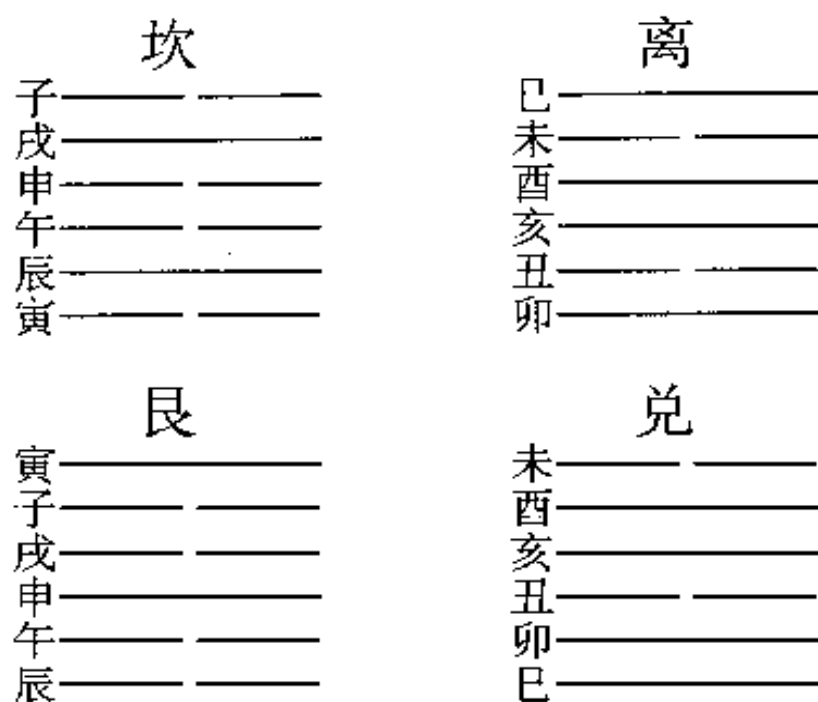 坎
子
戌
申
午
辰
寅
离
巳
未
酉
亥
丑
卯
艮
寅
子
戌
申
午
辰
兑
未
酉
亥
丑
卯
巳